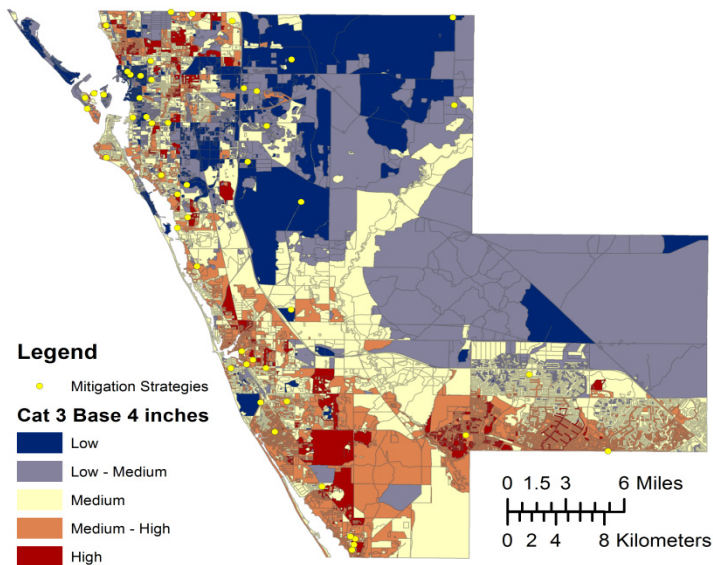 Legend
Mitigation Strategies
Cat 3 Base 4 inches
Low
Low - Medium
Medium
Medium - High
High
0 1.5 3 6 Miles
0 2 4 8 Kilometers